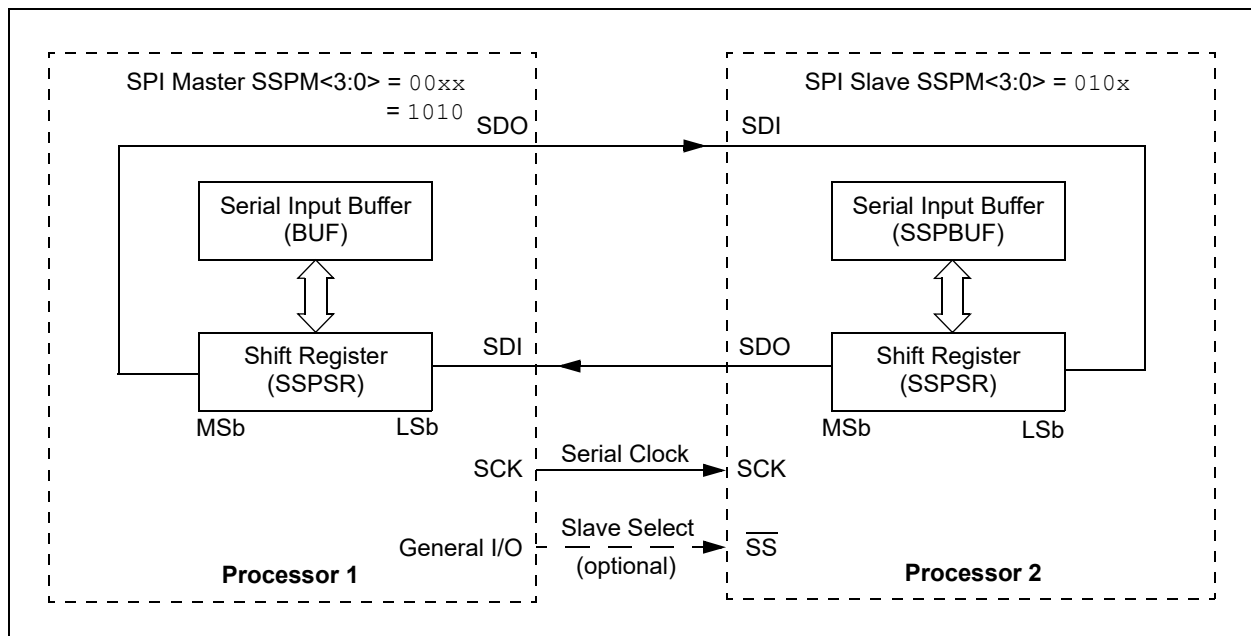 SPI Master SSPM<3:0> = 00xx
= 1010
SPI Slave SSPM<3:0> = 010x
SDO
SDI
Serial Input Buffer
(BUF)
Serial Input Buffer
(SSPBUF)
Shift Register
(SSPSR)
SDI
SDO
Shift Register
(SSPSR)
MSb
LSb
MSb
LSb
SCK
Serial Clock
SCK
General I/O
Slave Select
(optional)
S̅S̅
Processor 1
Processor 2